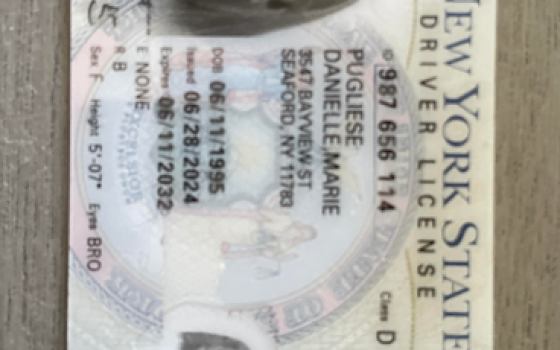 NEW YORK STATE
DRIVER LICENSE
ID 987 656 114 Class D
PUGLIESE
DANIELLE, MARIE
3547 BAYVIEW ST
SEAFORD, NY 11783
DOB 06/11/1995
Issued 06/28/2024
Expires 06/11/2032
E NONE
R B
Sex F Height 5'-07" Eyes BRO
EXCELSIOR